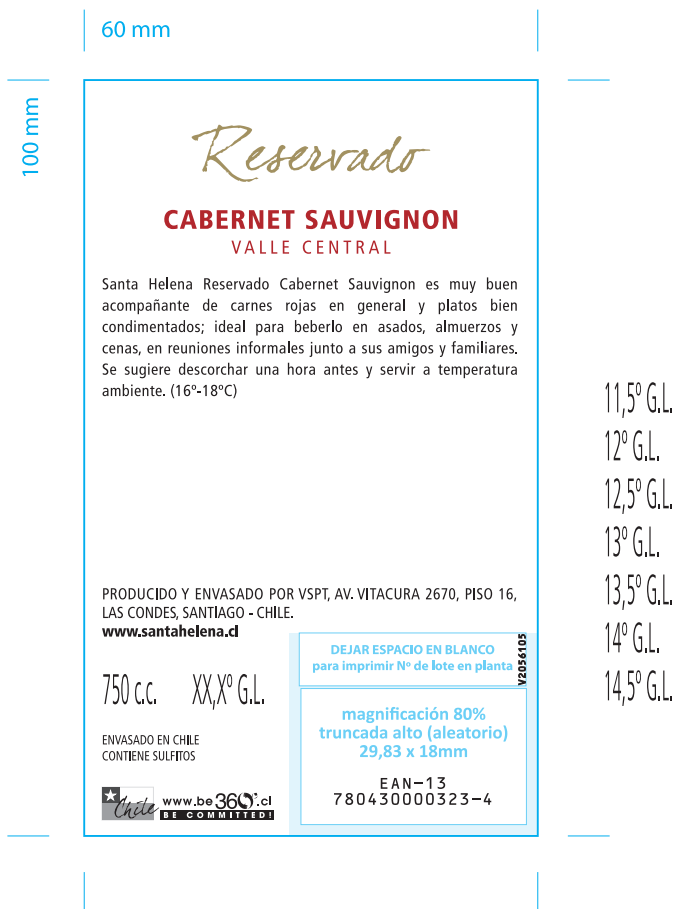 60 mm
100 mm
Reservado
CABERNET SAUVIGNON
VALLE CENTRAL
Santa Helena Reservado Cabernet Sauvignon es muy buen
acompañante de carnes rojas en general y platos bien
condimentados; ideal para beberlo en asados, almuerzos y
cenas, en reuniones informales junto a sus amigos y familiares.
Se sugiere descorchar una hora antes y servir a temperatura
ambiente. (16º-18ºC)
PRODUCIDO Y ENVASADO POR VSPT, AV. VITACURA 2670, PISO 16,
LAS CONDES, SANTIAGO - CHILE.
www.santahelena.cl
750 c.c. XX,Xº G.L.
ENVASADO EN CHILE
CONTIENE SULFITOS
Chile
www.be360º.cl
BE COMMITTED!
DEJAR ESPACIO EN BLANCO
para imprimir Nº de lote en planta
V2056105
magnificación 80%
truncada alto (aleatorio)
29,83 x 18mm
EAN-13
780430000323-4
11,5º G.L.
12º G.L.
12,5º G.L.
13º G.L.
13,5º G.L.
14º G.L.
14,5º G.L.